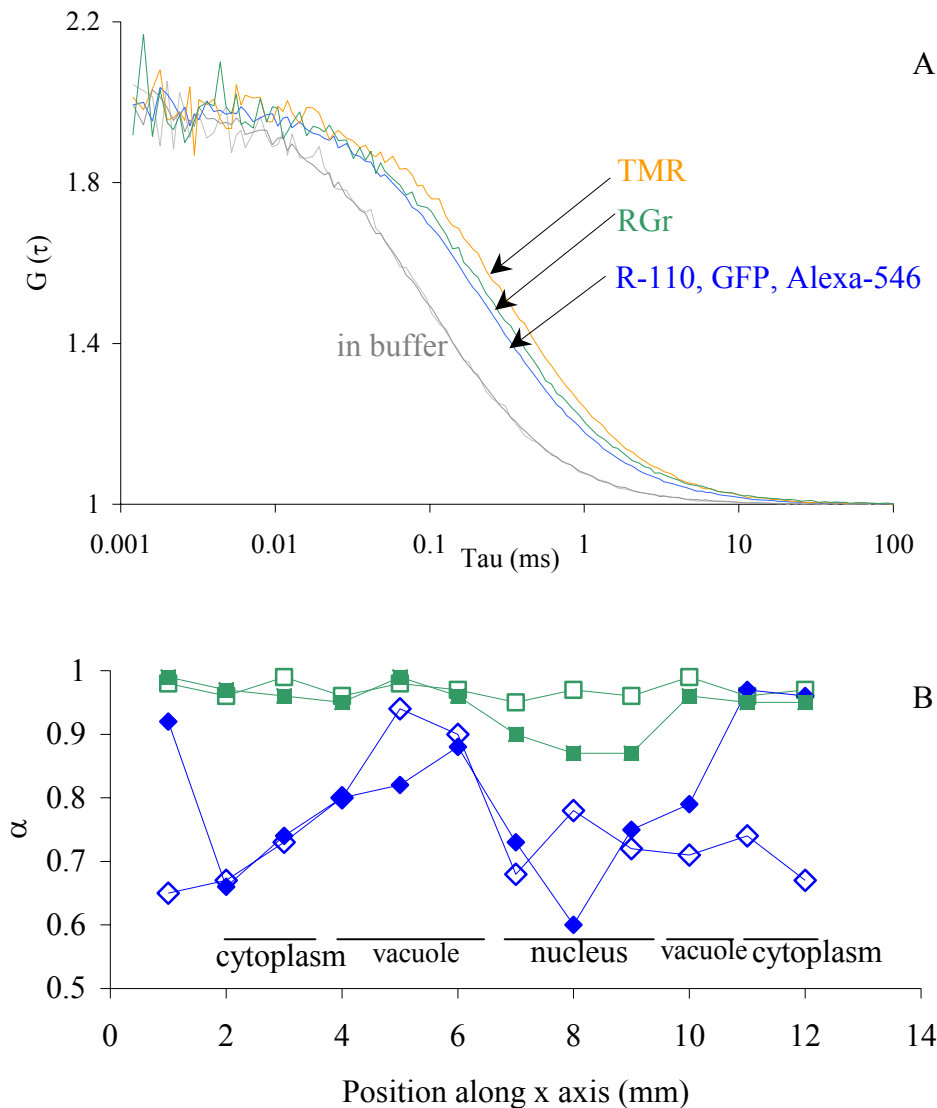 2.2
A
TMR
1.8
RGr
G (τ)
R-110, GFP, Alexa-546
1.4
in buffer
1
0.001 0.01 0.1 1 10 100
Tau (ms)
1
B
0.9
0.8
α
0.7
0.6
cytoplasm vacuole nucleus vacuole cytoplasm
0.5
0 2 4 6 8 10 12 14
Position along x axis (mm)